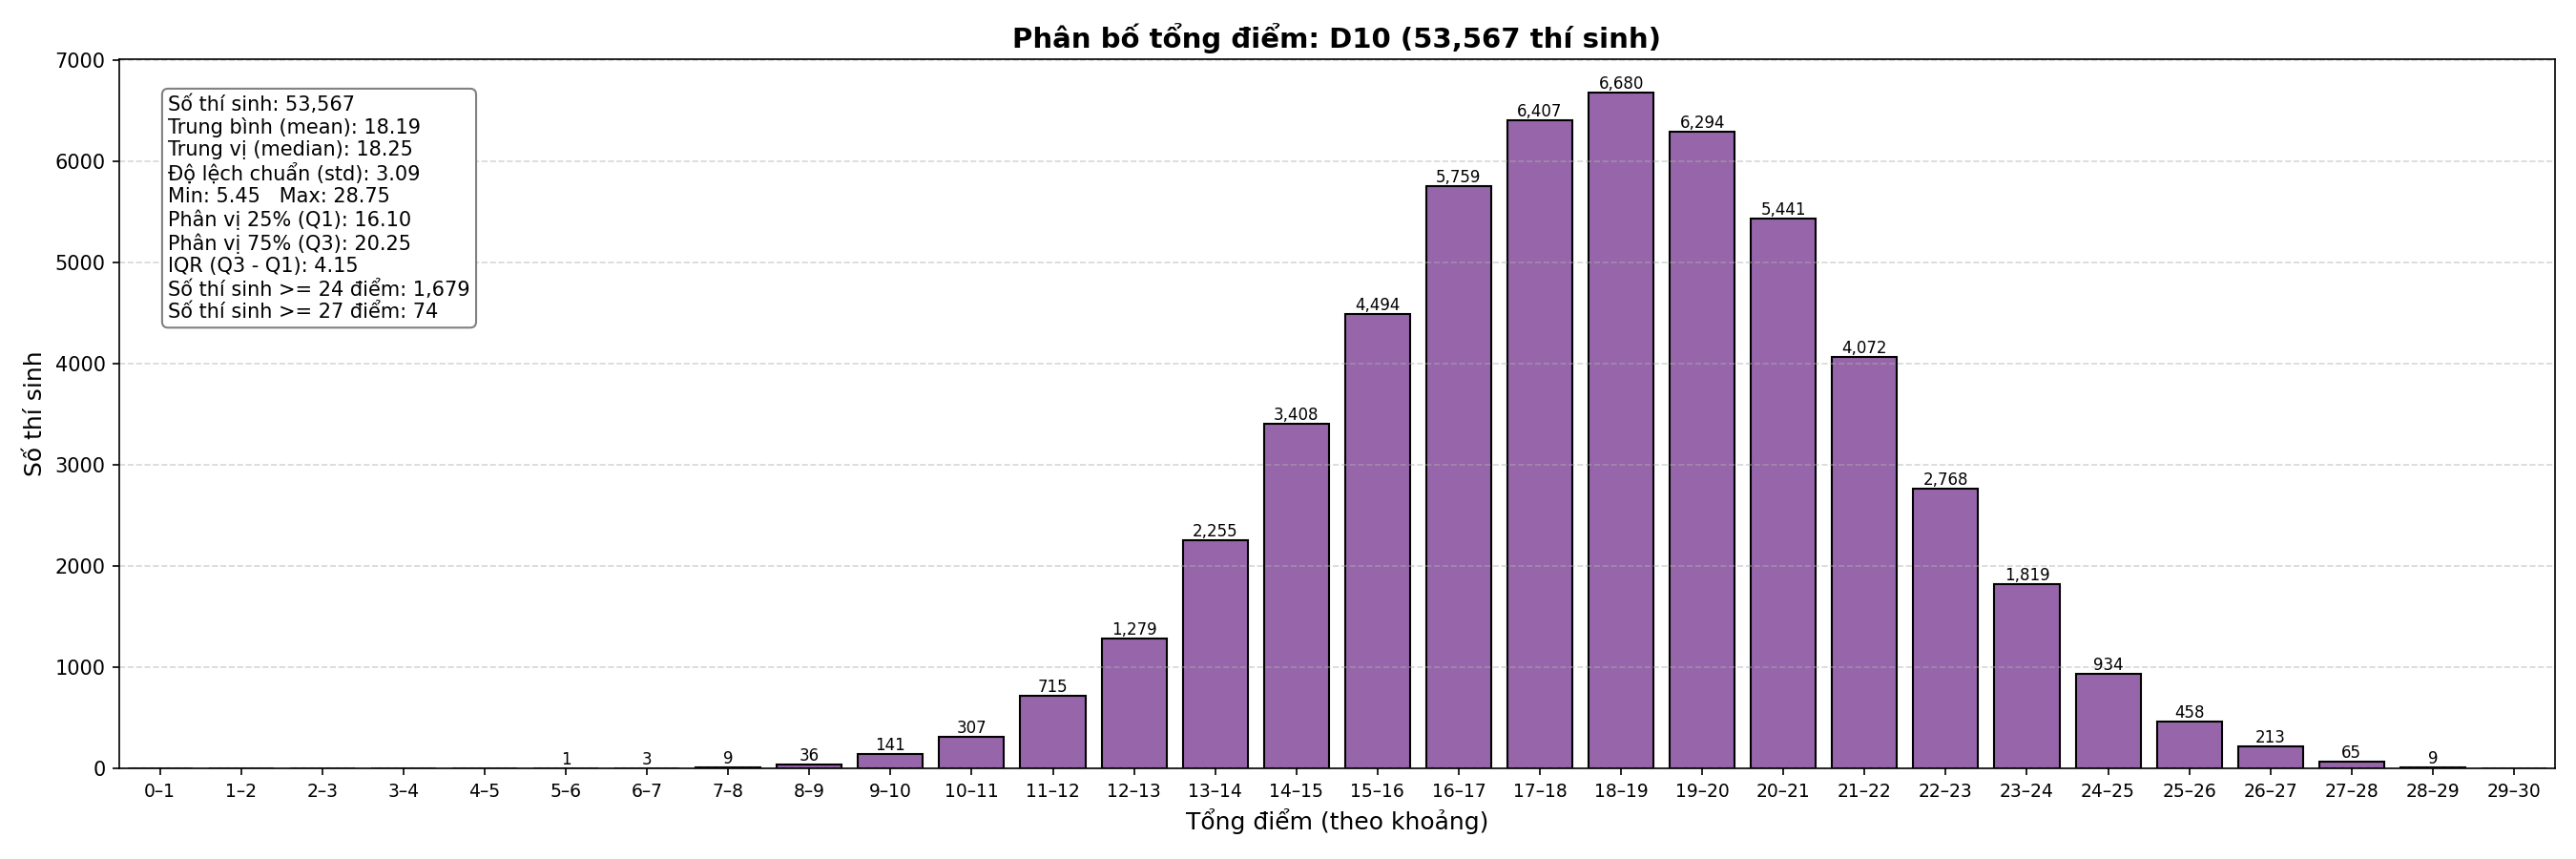 Phân bố tổng điểm: D10 (53,567 thí sinh)
Số thí sinh: 53,567
Trung bình (mean): 18.19
Trung vị (median): 18.25
Độ lệch chuẩn (std): 3.09
Min: 5.45   Max: 28.75
Phân vị 25% (Q1): 16.10
Phân vị 75% (Q3): 20.25
IQR (Q3 - Q1): 4.15
Số thí sinh >= 24 điểm: 1,679
Số thí sinh >= 27 điểm: 74
Số thí sinh
7000
6000
5000
4000
3000
2000
1000
0
1
3
9
36
141
307
715
1,279
2,255
3,408
4,494
5,759
6,407
6,680
6,294
5,441
4,072
2,768
1,819
934
458
213
65
9
0–1 1–2 2–3 3–4 4–5 5–6 6–7 7–8 8–9 9–10 10–11 11–12 12–13 13–14 14–15 15–16 16–17 17–18 18–19 19–20 20–21 21–22 22–23 23–24 24–25 25–26 26–27 27–28 28–29 29–30
Tổng điểm (theo khoảng)